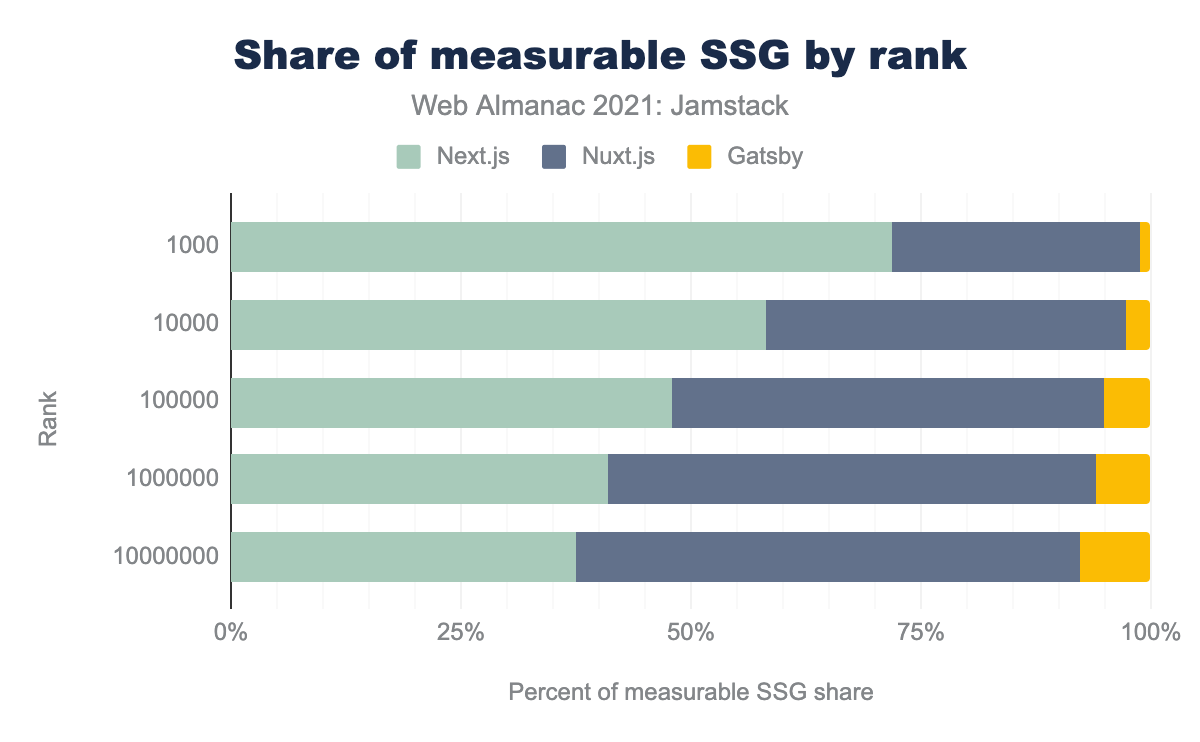 Share of measurable SSG by rank
Web Almanac 2021: Jamstack
Next.js Nuxt.js Gatsby
1000
10000
100000
1000000
10000000
Rank
0% 25% 50% 75% 100%
Percent of measurable SSG share